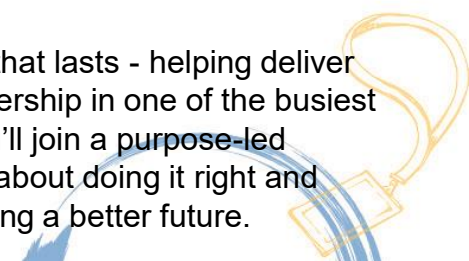 that lasts - helping deliver
ership in one of the busiest
'll join a purpose-led
about doing it right and
ng a better future.